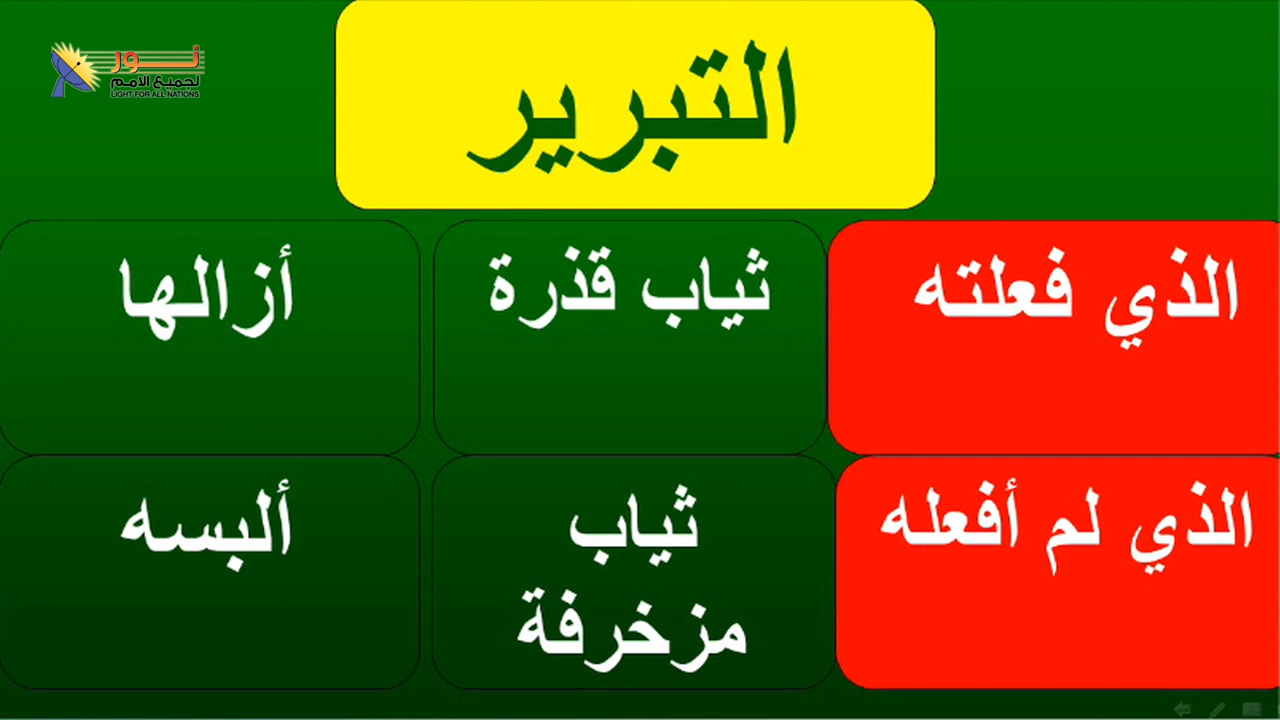 نور
لجميع الأمم
LIGHT FOR ALL NATIONS
التبرير
الذي فعلته
ثياب قذرة
أزالها
الذي لم أفعله
ثياب
مزخرفة
ألبسه